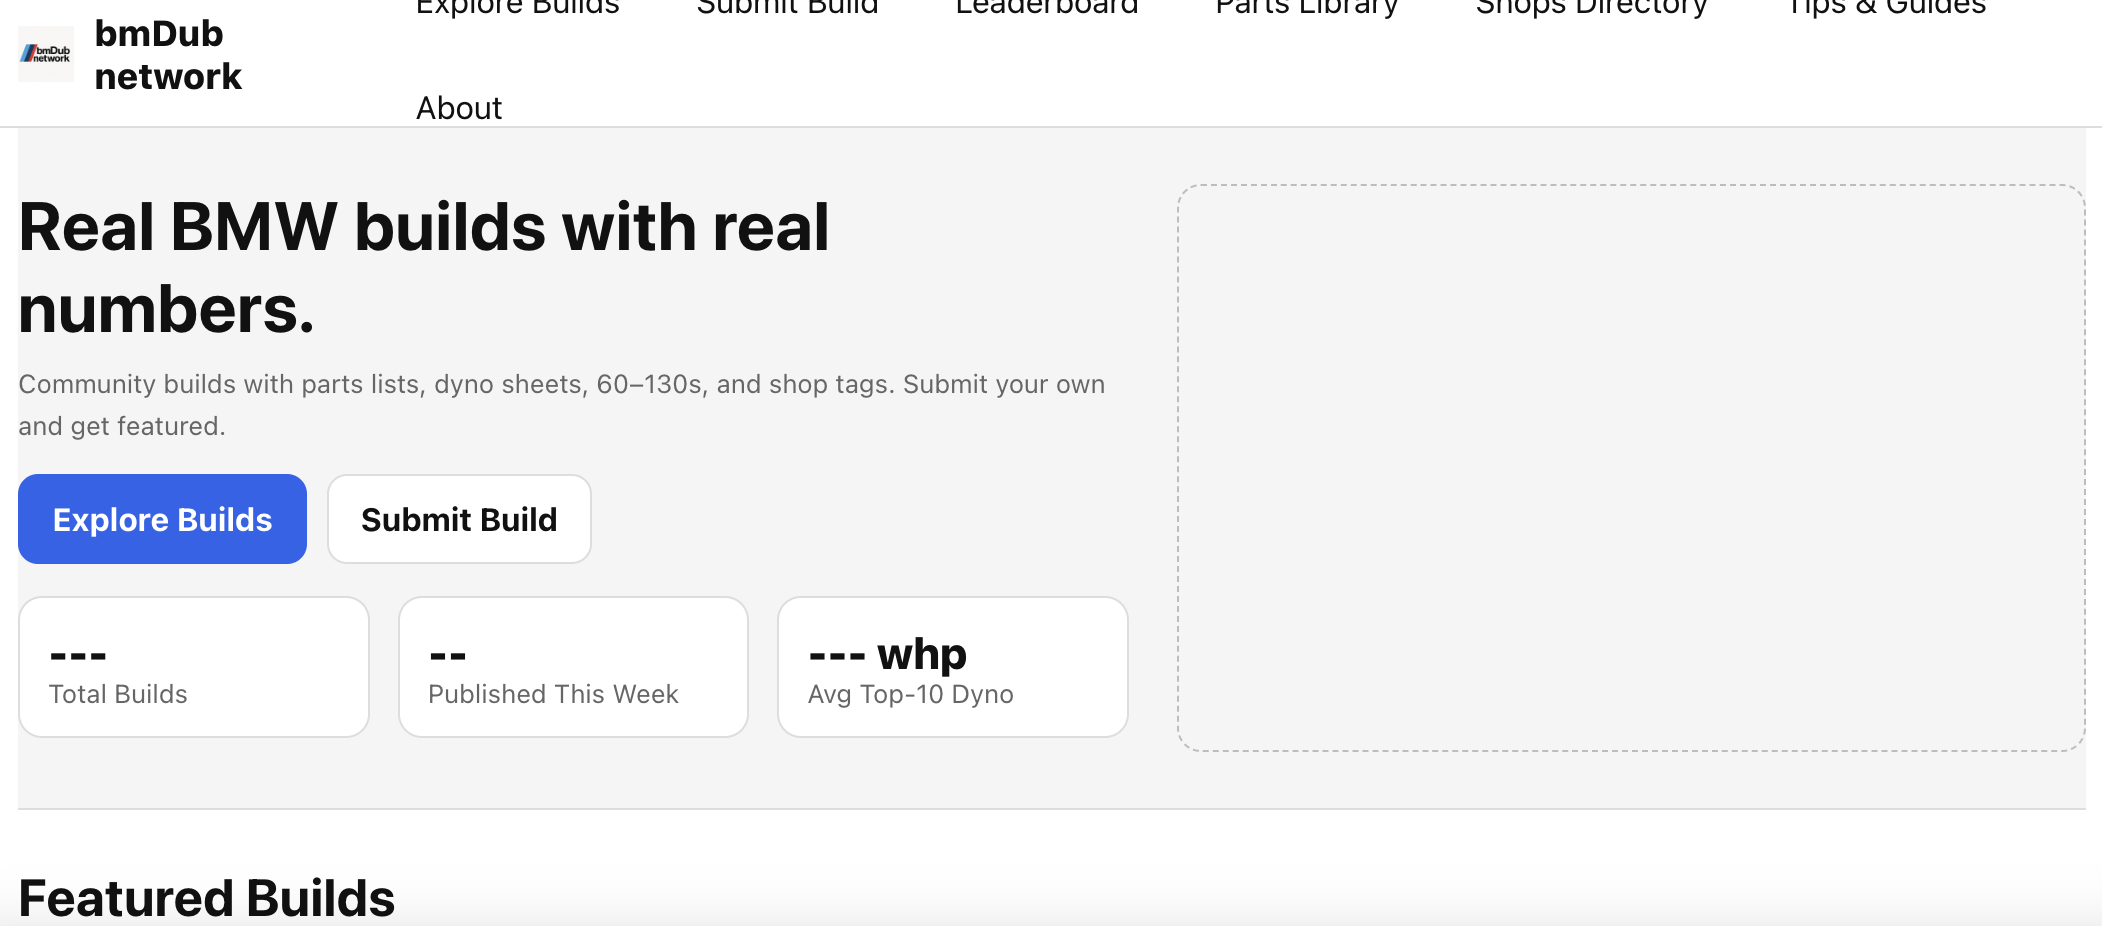 Explore Builds Submit Build Leaderboard Parts Library Shops Directory Tips & Guides
bmDub
network
bmDub
network
About
Real BMW builds with real
numbers.
Community builds with parts lists, dyno sheets, 60–130s, and shop tags. Submit your own
and get featured.
Explore Builds Submit Build
--- -- --- whp
Total Builds Published This Week Avg Top-10 Dyno
Featured Builds